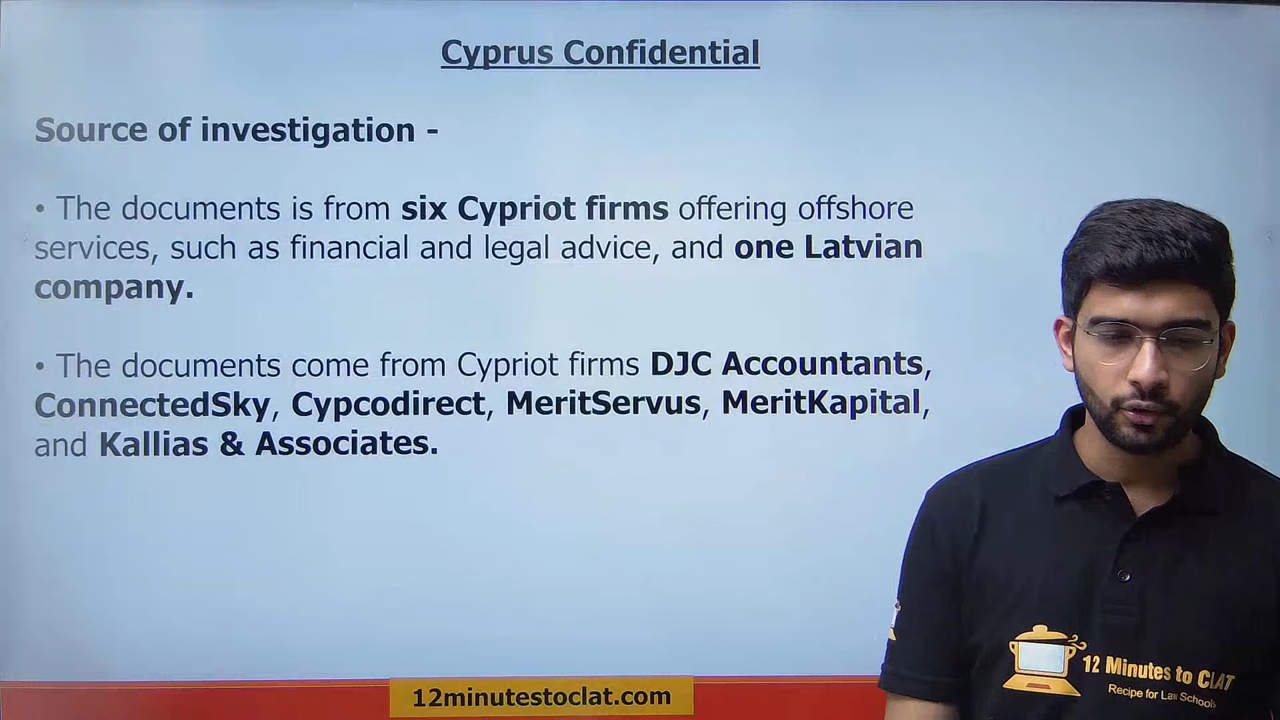 Cyprus Confidential
Source of investigation -
• The documents is from six Cypriot firms offering offshore
services, such as financial and legal advice, and one Latvian
company.
• The documents come from Cypriot firms DJC Accountants,
ConnectedSky, Cypcodirect, MeritServus, MeritKapital,
and Kallias & Associates.
12minutestoclat.com
12 Minutes to CLAT
Recipe for Law Schools